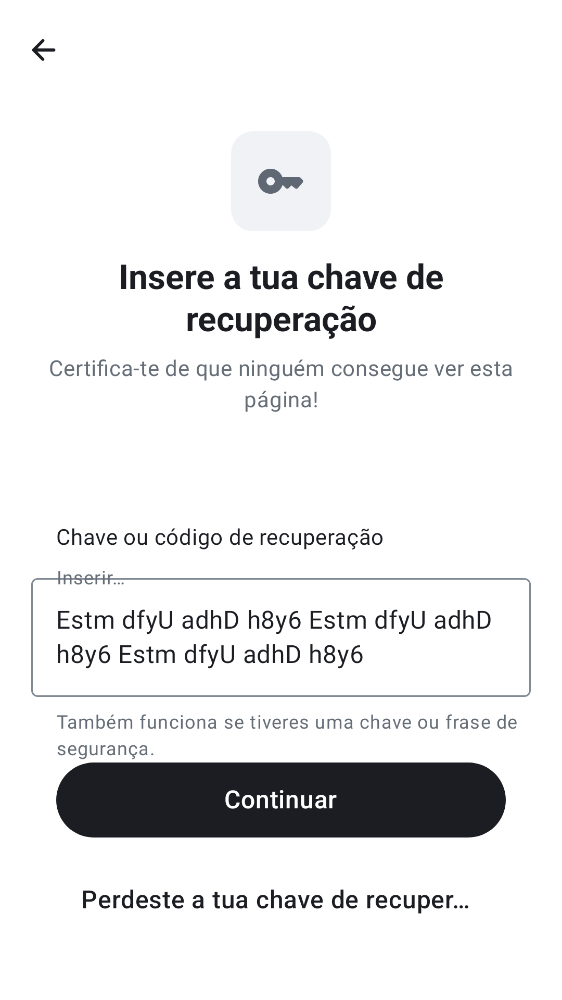 Insere a tua chave de
recuperação
Certifica-te de que ninguém consegue ver esta
página!
Chave ou código de recuperação
Inserir…
Estm dfyU adhD h8y6 Estm dfyU adhD
h8y6 Estm dfyU adhD h8y6
Também funciona se tiveres uma chave ou frase de
segurança.
Continuar
Perdeste a tua chave de recuper…